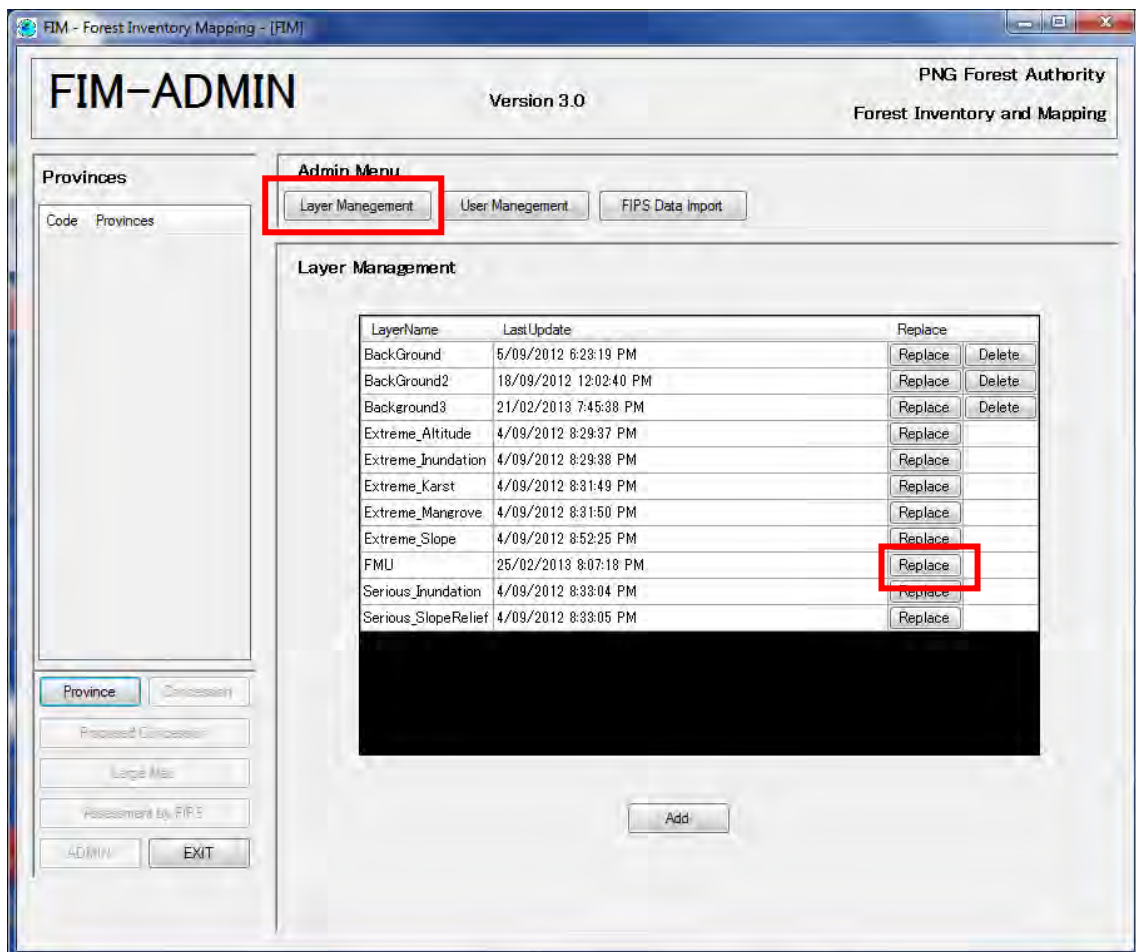 FIM - Forest Inventory Mapping - [FIM]
FIM-ADMIN
Version 3.0
PNG Forest Authority
Forest Inventory and Mapping
Provinces
Code Provinces
Admin Menu
Layer Manegement User Manegement FIPS Data Import
Layer Management
LayerName LastUpdate Replace
BackGround 5/09/2012 6:23:19 PM Replace Delete
BackGround2 18/09/2012 12:02:40 PM Replace Delete
Background3 21/02/2013 7:45:38 PM Replace Delete
Extreme_Altitude 4/09/2012 8:29:37 PM Replace
Extreme_Inundation 4/09/2012 8:29:38 PM Replace
Extreme_Karst 4/09/2012 8:31:49 PM Replace
Extreme_Mangrove 4/09/2012 8:31:50 PM Replace
Extreme_Slope 4/09/2012 8:52:25 PM Replace
FMU 25/02/2013 8:07:18 PM Replace
Serious_Inundation 4/09/2012 8:33:04 PM Replace
Serious_SlopeRelief 4/09/2012 8:33:05 PM Replace
Province Concession
Proposed Concession
Large Map
Assessment by FIPS
ADMIN EXIT
Add